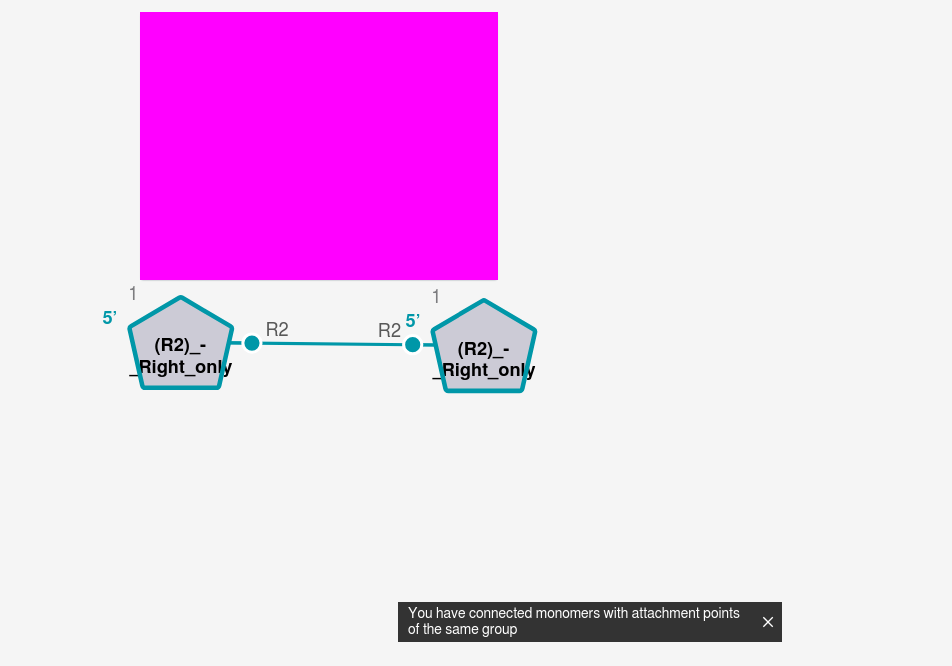 1
5’
(R2)_-
_Right_only
R2
R2
1
5’
(R2)_-
_Right_only
You have connected monomers with attachment points
of the same group